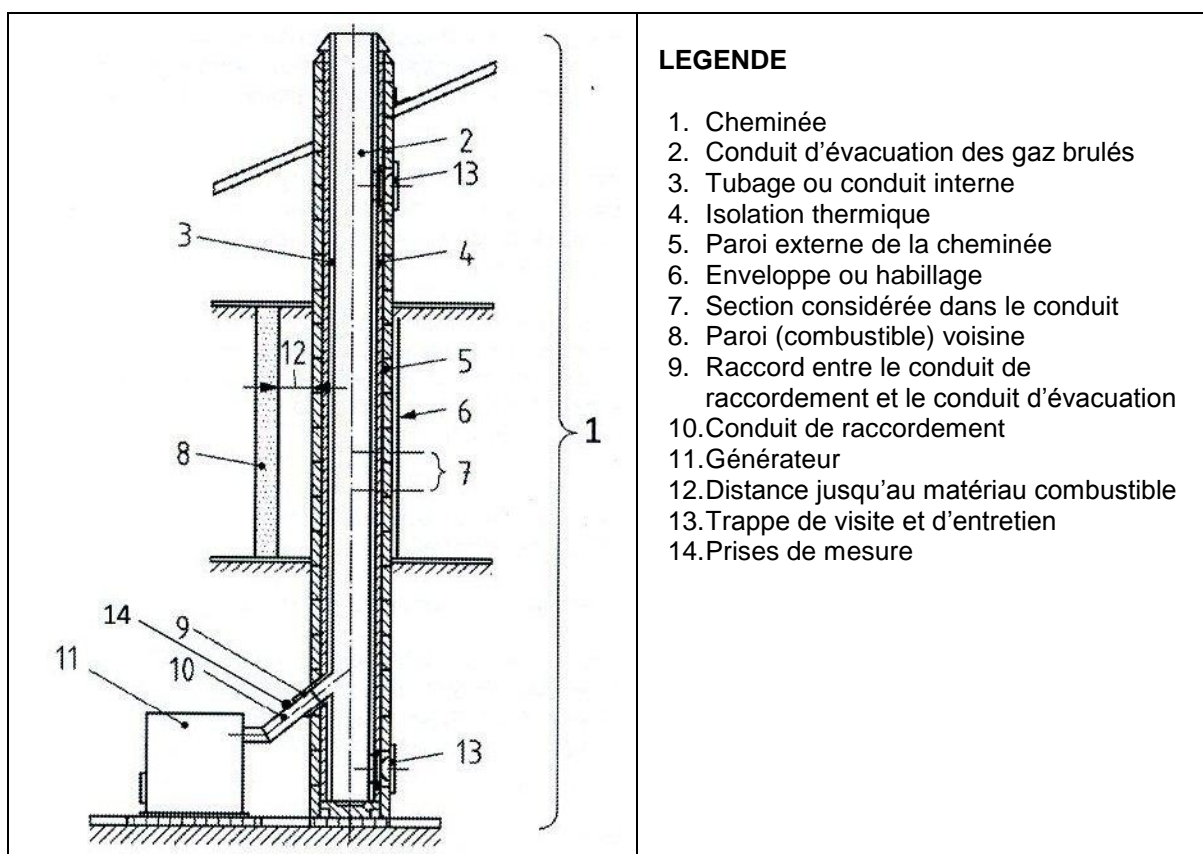 2
13
3
4
12
5
6
1
8
7
14
9
10
11
13
LEGENDE
1. Cheminée
2. Conduit d'évacuation des gaz brulés
3. Tubage ou conduit interne
4. Isolation thermique
5. Paroi externe de la cheminée
6. Enveloppe ou habillage
7. Section considérée dans le conduit
8. Paroi (combustible) voisine
9. Raccord entre le conduit de
raccordement et le conduit d'évacuation
10.Conduit de raccordement
11.Générateur
12.Distance jusqu'au matériau combustible
13.Trappe de visite et d'entretien
14.Prises de mesure